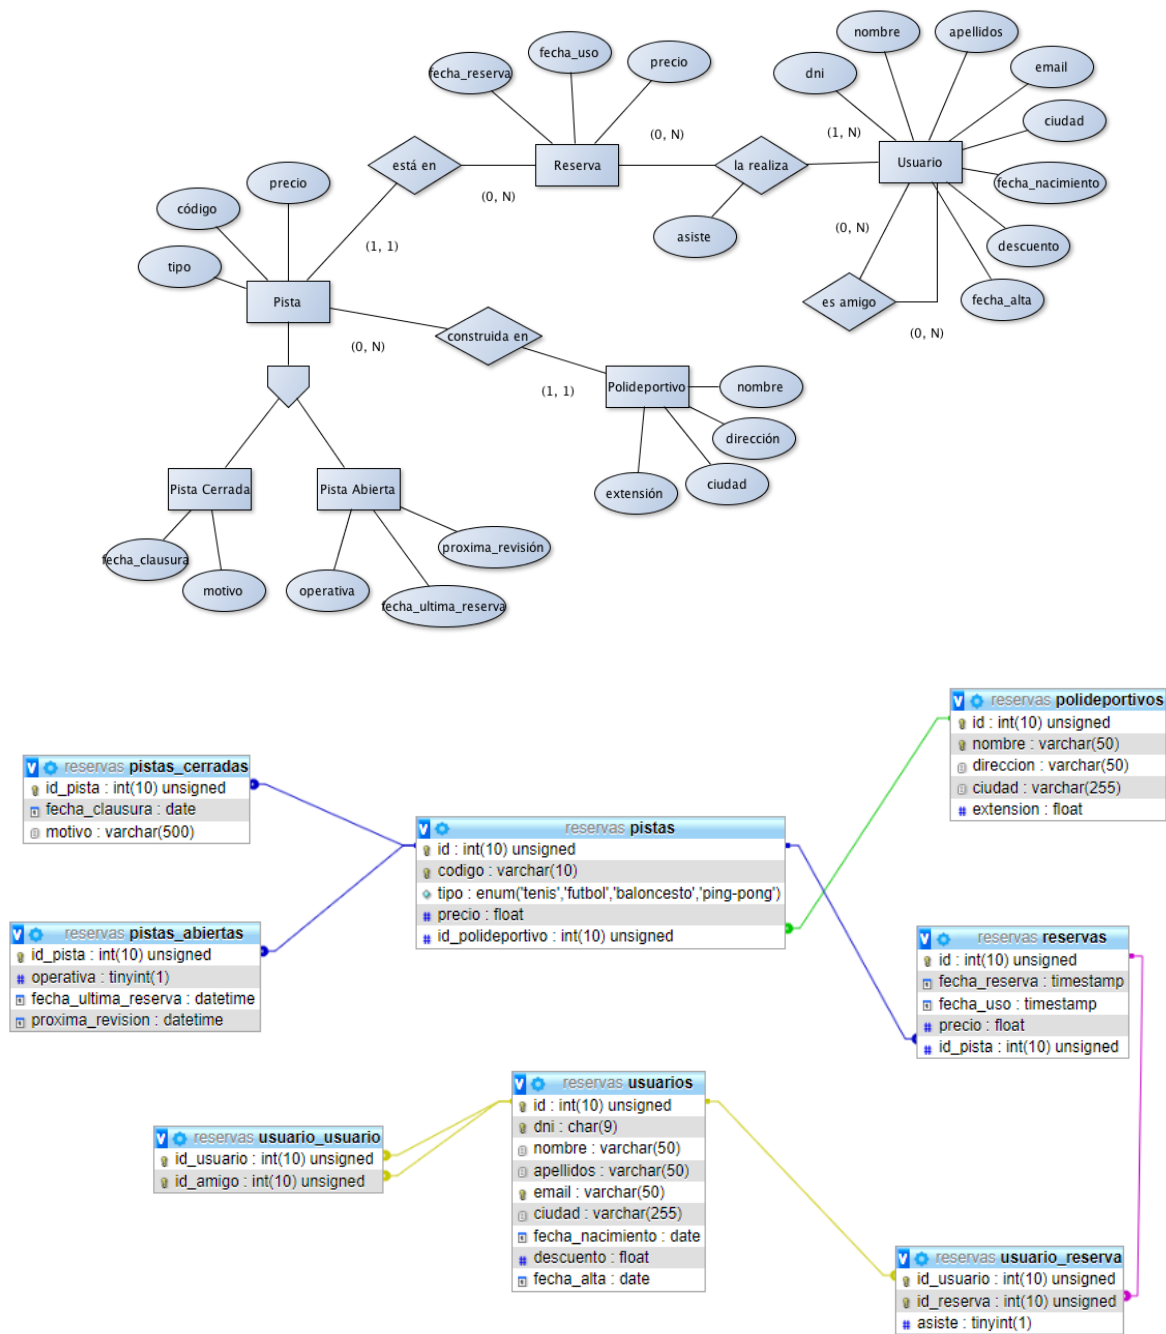 nombre
apellidos
fecha_uso
precio
fecha_reserva
dni
email
ciudad
(0, N)
(1, N)
está en
Reserva
la realiza
Usuario
precio
fecha_nacimiento
(0, N)
código
asiste
(0, N)
(1, 1)
descuento
tipo
Pista
es amigo
fecha_alta
construida en
(0, N)
(0, N)
(1, 1)
Polideportivo
nombre
dirección
ciudad
extensión
Pista Cerrada
Pista Abierta
proxima_revisión
fecha_clausura
motivo
operativa
fecha_ultima_reserva
reservas polideportivos
id : int(10) unsigned
nombre : varchar(50)
direccion : varchar(50)
ciudad : varchar(255)
extension : float
reservas pistas_cerradas
id_pista : int(10) unsigned
fecha_clausura : date
motivo : varchar(500)
reservas pistas
id : int(10) unsigned
codigo : varchar(10)
tipo : enum('tenis','futbol','baloncesto','ping-pong')
precio : float
id_polideportivo : int(10) unsigned
reservas pistas_abiertas
id_pista : int(10) unsigned
operativa : tinyint(1)
fecha_ultima_reserva : datetime
proxima_revision : datetime
reservas reservas
id : int(10) unsigned
fecha_reserva : timestamp
fecha_uso : timestamp
precio : float
id_pista : int(10) unsigned
reservas usuarios
id : int(10) unsigned
dni : char(9)
nombre : varchar(50)
apellidos : varchar(50)
email : varchar(50)
ciudad : varchar(255)
fecha_nacimiento : date
descuento : float
fecha_alta : date
reservas usuario_usuario
id_usuario : int(10) unsigned
id_amigo : int(10) unsigned
reservas usuario_reserva
id_usuario : int(10) unsigned
id_reserva : int(10) unsigned
asiste : tinyint(1)